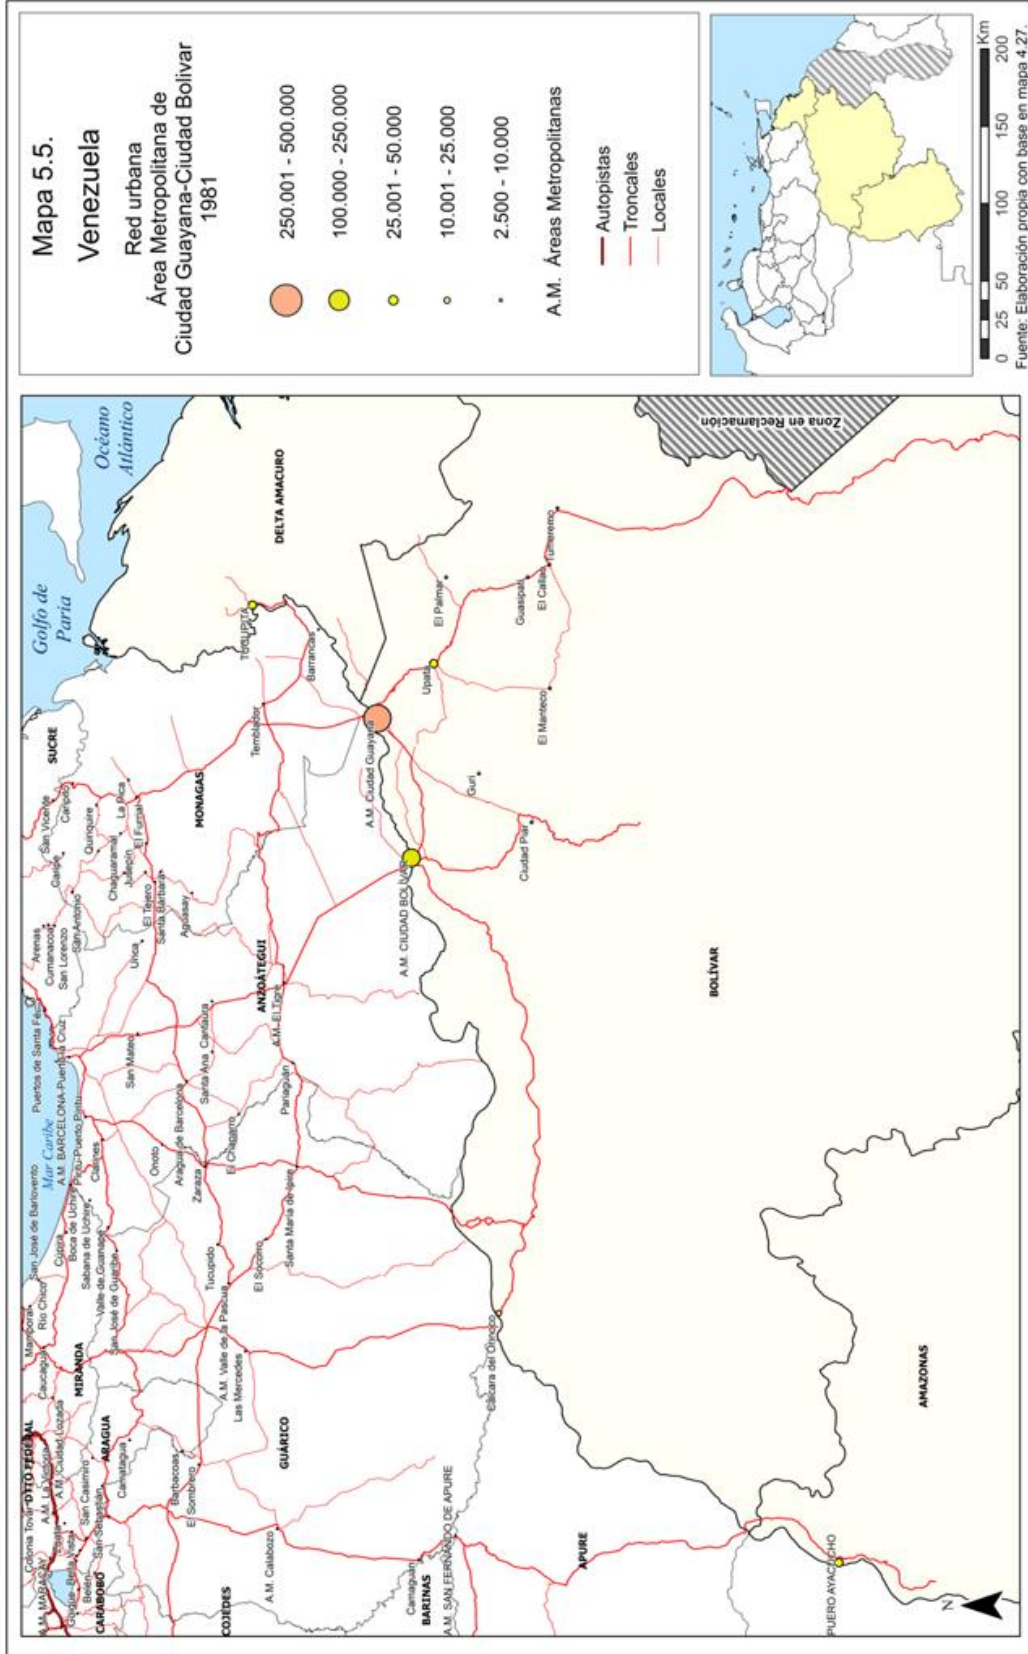 Mapa 5.5.
Venezuela
Red urbana
Área Metropolitana de
Ciudad Guayana-Ciudad Bolivar
1981
250.001 - 500.000
100.000 - 250.000
25.001 - 50.000
10.001 - 25.000
2.500 - 10.000
A.M. Áreas Metropolitanas
Autopistas
Troncales
Locales
0 25 50 100 150 200
Km
Fuente: Elaboración propia con base en mapa 4.27.
Océano
Atlántico
Golfo de
Paria
Mar Caribe
Zona en Reclamación
DELTA AMACURO
SUCRE
MONAGAS
ANZOÁTEGUI
BOLÍVAR
AMAZONAS
APURE
BARINAS
GUÁRICO
COJEDES
CARABOBO
ARAGUA
MIRANDA
DTTO FEDERAL
TUCUPITA
Barrancas
Temblador
A.M. Ciudad Guayana
A.M. CIUDAD BOLÍVAR
Upata
El Palmar
Guasipati
El Callao
Tumeremo
El Manteco
Guri
Ciudad Piar
San Vicente
Caripito
Caripe
Quiriquire
La Pica
El Furrial
Chaguaramal
Jusepín
El Tejero
Santa Bárbara
Aguasay
San Antonio
Arenas
Cumanacoa
San Lorenzo
Urica
Puertos de Santa Fé
A.M. BARCELONA-Puerto la Cruz
San Mateo
Cantaura
Santa Ana
A.M. El Tigre
Pariaguán
Aragua de Barcelona
El Chaparro
Onoto
Zaraza
Santa María de Ipire
Clarines
Píritu-Puerto Píritu
Boca de Uchire
Sabana de Uchire
Valle de Guanape
San José de Guaribe
Cúpira
San José de Barlovento
Río Chico
Mamporal
Caucagua
Tucupido
El Socorro
A.M. Valle de la Pascua
Las Mercedes
Caicara del Orinoco
Barbacoas
El Sombrero
Camatagua
San Casimiro
San Sebastián
A.M. Ciudad Lozada
A.M. La Victoria
Colonia Tovar
A.M. MARACAY
Bella Vista
Belén
A.M. Calabozo
Camaguán
A.M. SAN FERNANDO DE APURE
PUERO AYACUCHO
N